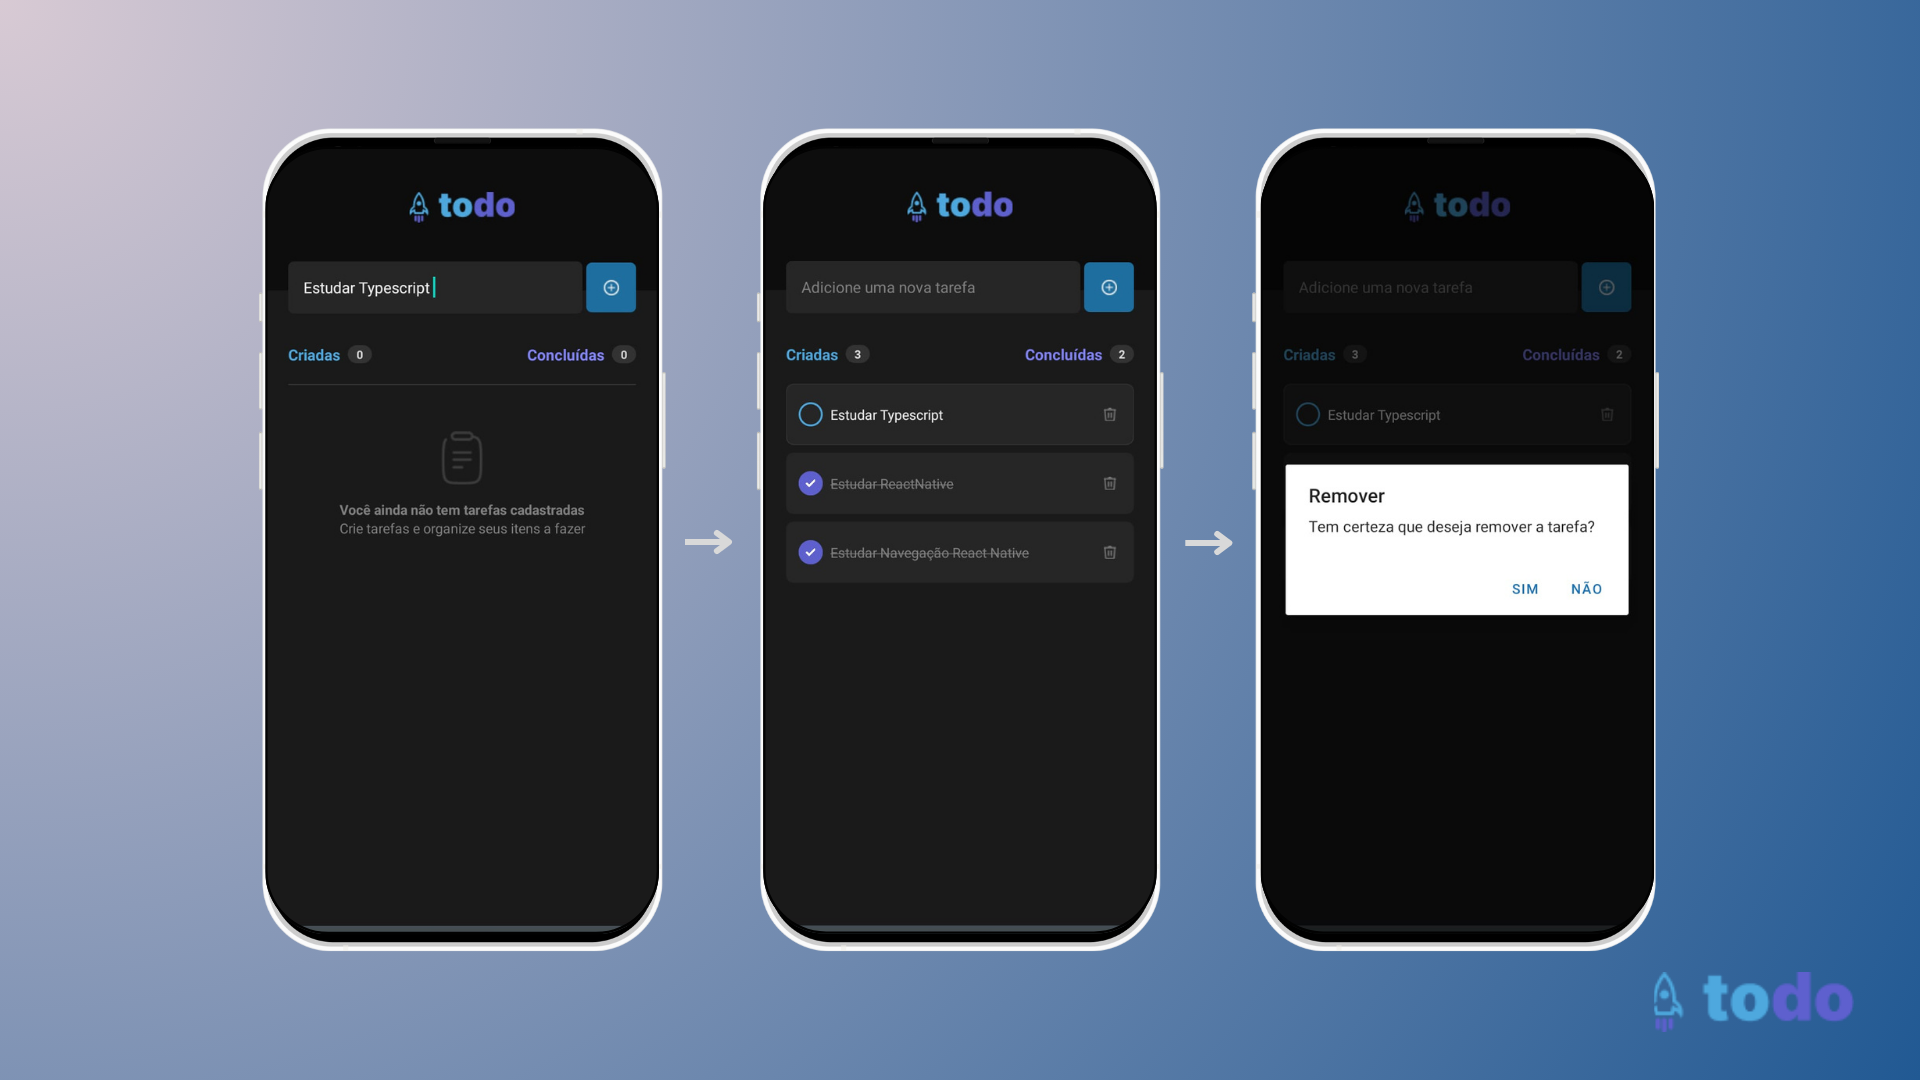 todo
Estudar Typescript
Criadas 0
Concluídas 0
Você ainda não tem tarefas cadastradas
Crie tarefas e organize seus itens a fazer
todo
Adicione uma nova tarefa
Criadas 3
Concluídas 2
Estudar Typescript
Estudar ReactNative
Estudar Navegação React Native
todo
Adicione uma nova tarefa
Criadas 3
Concluídas 2
Estudar Typescript
Remover
Tem certeza que deseja remover a tarefa?
SIM NÃO
todo